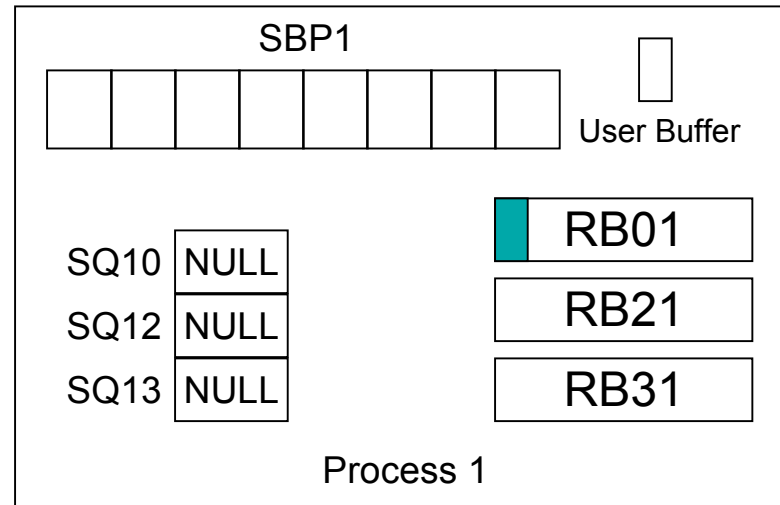 SBP1
User Buffer
RB01
SQ10 NULL
RB21
SQ12 NULL
RB31
SQ13 NULL
Process 1